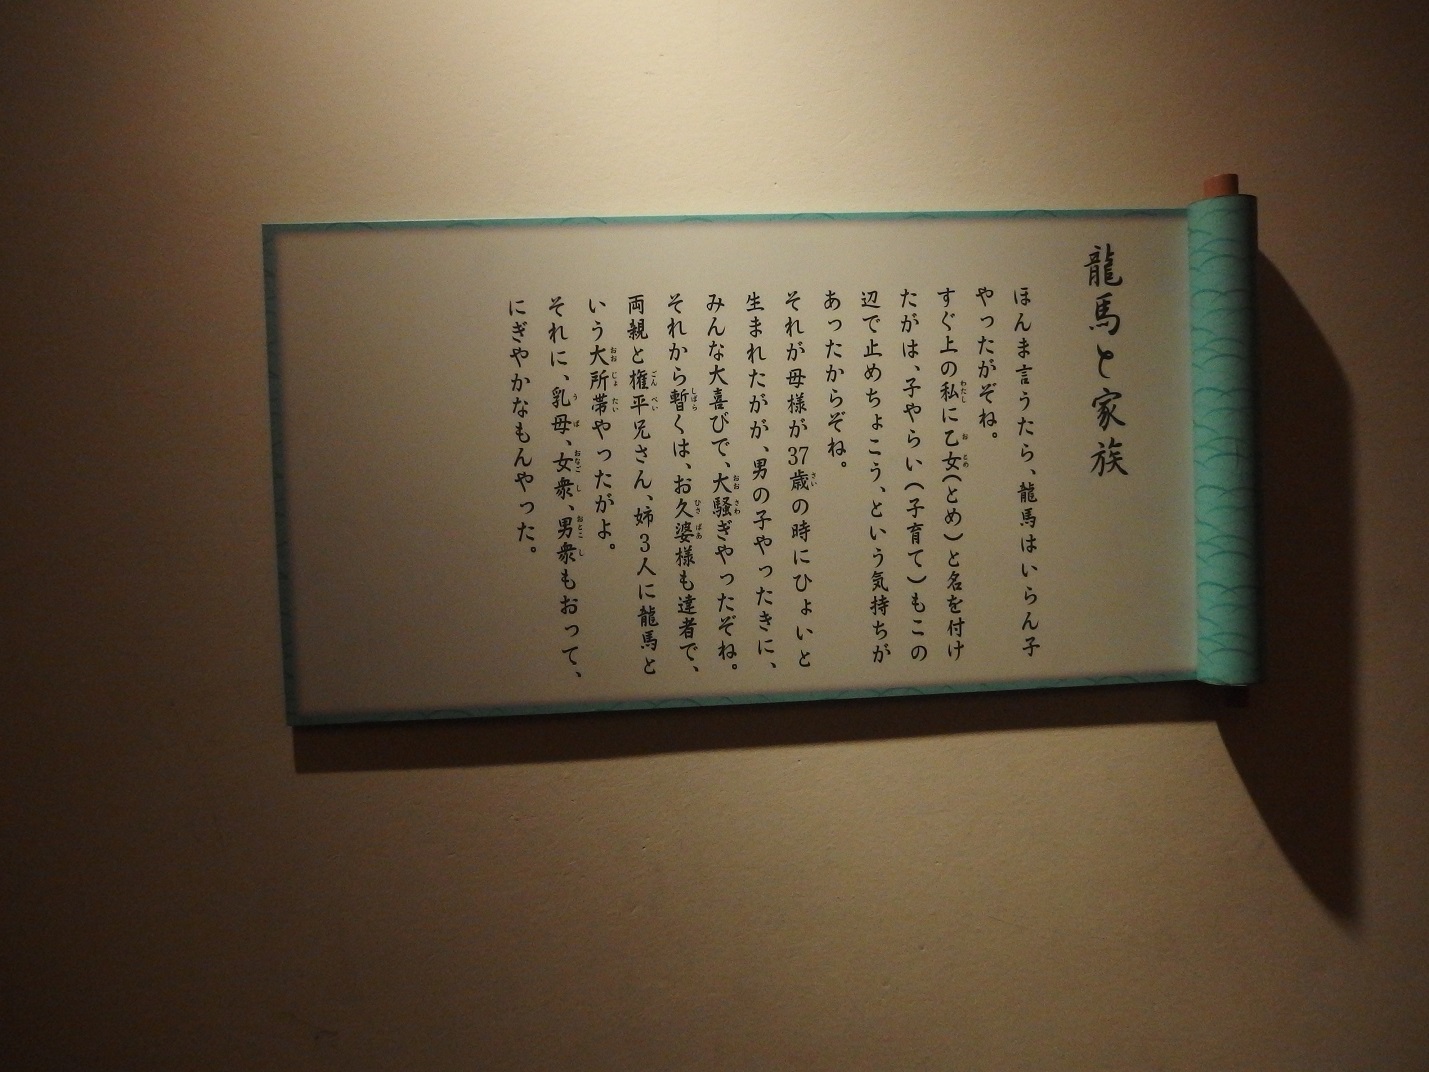 龍馬と家族
ほんま言うたら、龍馬はいらん子
やったがぞね。
すぐ上の私に乙女(とめ)と名を付け
たがは、子やらい(子育て)もこの
辺で止めちょこう、という気持ちが
あったからぞね。
それが母様が37歳の時にひょいと
生まれたがが、男の子やったきに、
みんな大喜びで、大騒ぎやったぞね。
それから暫くは、お久婆様も達者で、
両親と権平兄さん、姉3人に龍馬と
いう大所帯やったがよ。
それに、乳母、女衆、男衆もおって、
にぎやかなもんやった。